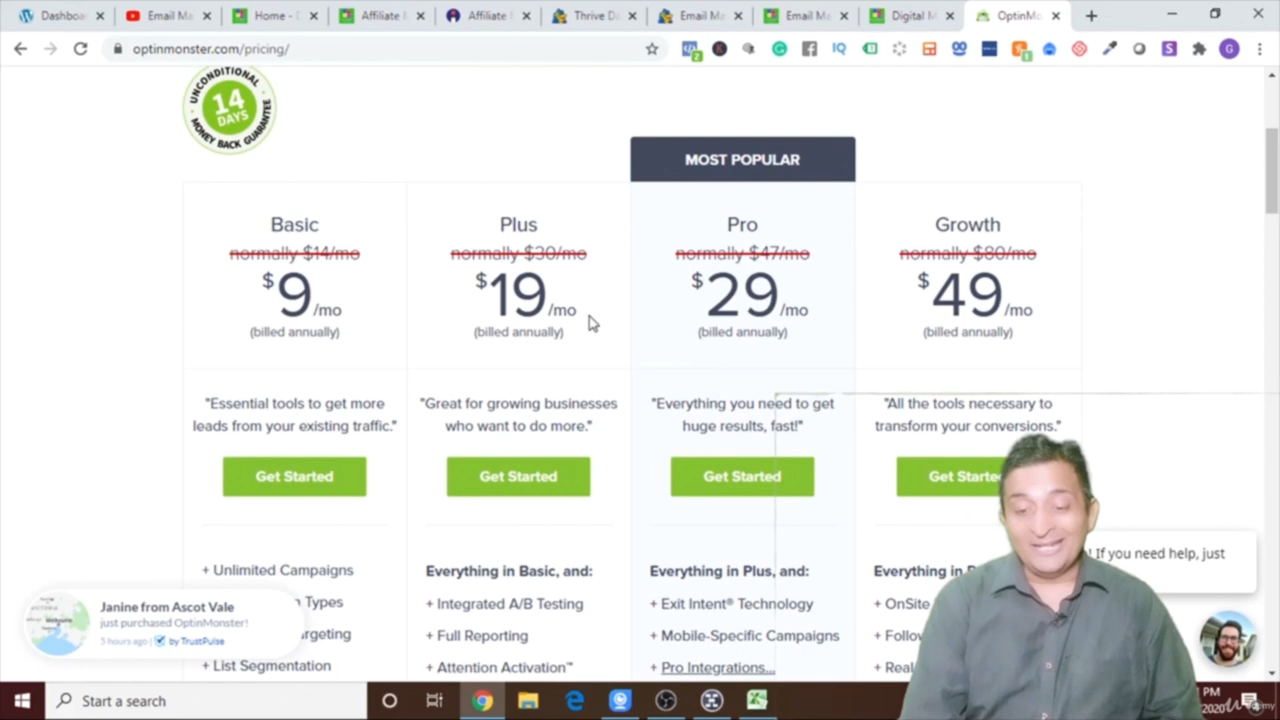 Dashboa
Email Ma
Home - D
Affiliate
Affiliate
Thrive Da
Email Ma
Email Ma
Digital M
OptinMo
optinmonster.com/pricing/
UNCONDITIONAL
14
DAYS
MONEY BACK GUARANTEE
MOST POPULAR
Basic
normally $14/mo
$9/mo
(billed annually)
"Essential tools to get more
leads from your existing traffic."
Get Started
+ Unlimited Campaigns
n Types
rgeting
+ List Segmentation
Plus
normally $30/mo
$19/mo
(billed annually)
"Great for growing businesses
who want to do more."
Get Started
Everything in Basic, and:
+ Integrated A/B Testing
+ Full Reporting
+ Attention Activation™
Pro
normally $47/mo
$29/mo
(billed annually)
"Everything you need to get
huge results, fast!"
Get Started
Everything in Plus, and:
+ Exit Intent® Technology
+ Mobile-Specific Campaigns
+ Pro Integrations...
Growth
normally $80/mo
$49/mo
(billed annually)
"All the tools necessary to
transform your conversions."
Get Started
Everything in P
+ OnSite
+ Follow
+ Real
Janine from Ascot Vale
just purchased OptinMonster!
3 hours ago | by TrustPulse
! If you need help, just
Start a search
PM
2020